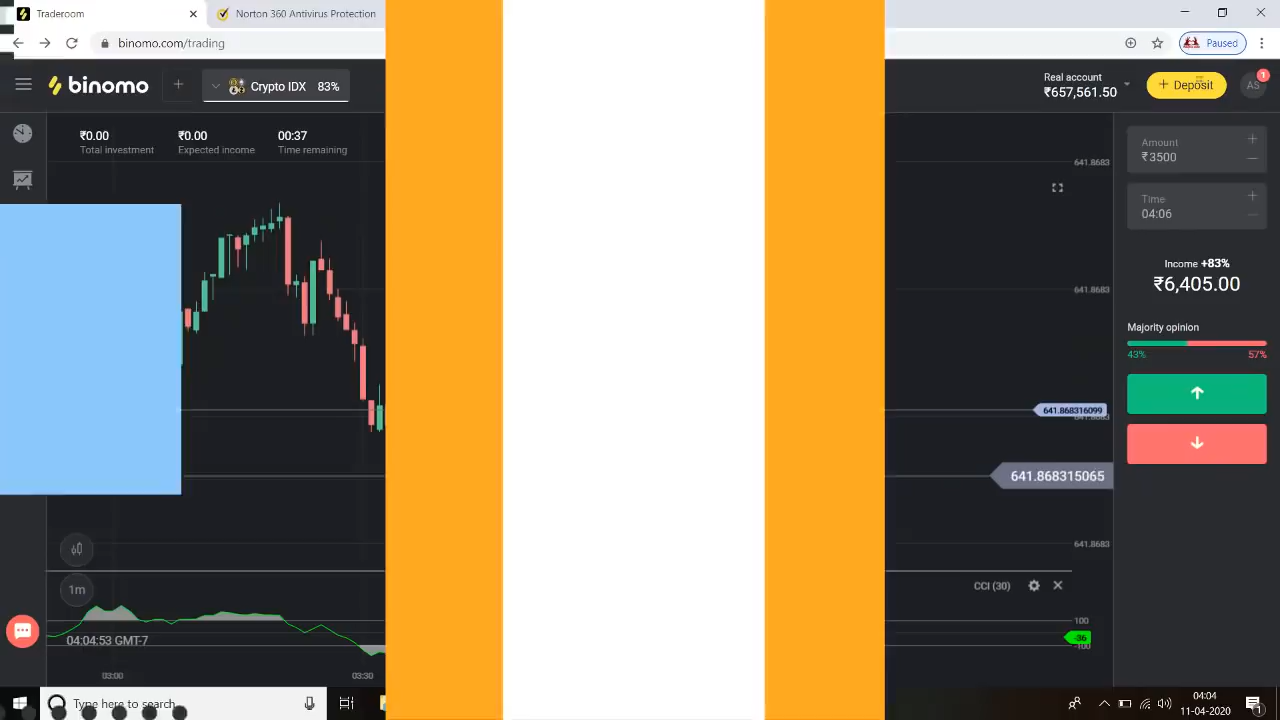 Traderoom
Norton 360 Antivirus Protection
binomo.com/trading
Paused
binomo
Crypto IDX 83%
Real account
₹657,561.50
Deposit
AS
1
₹0.00
Total investment
₹0.00
Expected income
00:37
Time remaining
641.8683
Amount
₹3500
Time
04:06
Income +83%
₹6,405.00
641.8683
Majority opinion
43%
57%
641.868316099
641.868315065
641.8683
1m
CCI (30)
100
-36
-100
04:04:53 GMT-7
03:00
03:30
Type here to search
04:04
11-04-2020
1